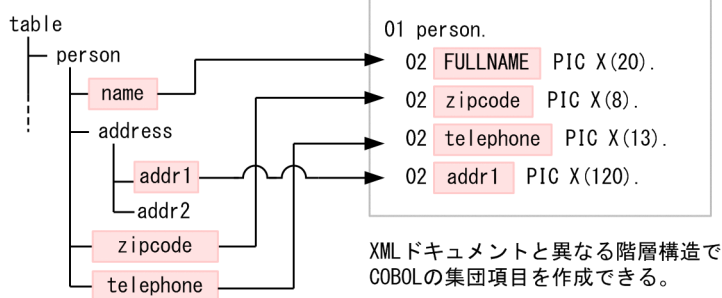 table
person
name
address
addr1
addr2
zipcode
telephone
01 person.
02 FULLNAME PIC X(20).
02 zipcode PIC X(8).
02 telephone PIC X(13).
02 addr1 PIC X(120).
XMLドキュメントと異なる階層構造で
COBOLの集団項目を作成できる。